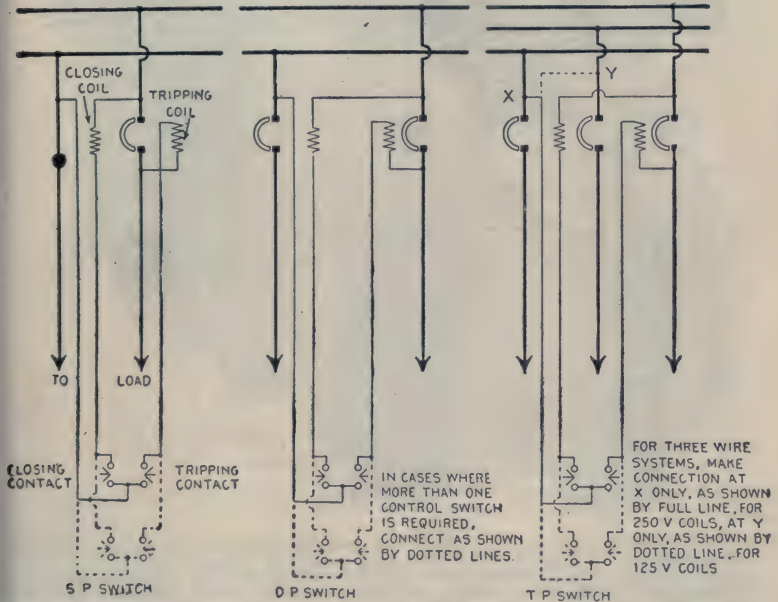 CLOSING
COIL
TRIPPING
COIL
X
Y
TO
LOAD
CLOSING
CONTACT
TRIPPING
CONTACT
IN CASES WHERE
MORE THAN ONE
CONTROL SWITCH
IS REQUIRED,
CONNECT AS SHOWN
BY DOTTED LINES.
FOR THREE WIRE
SYSTEMS, MAKE
CONNECTION AT
X ONLY, AS SHOWN
BY FULL LINE, FOR
250 V COILS, AT Y
ONLY, AS SHOWN BY
DOTTED LINE, FOR
125 V COILS
S P SWITCH
D P SWITCH
T P SWITCH